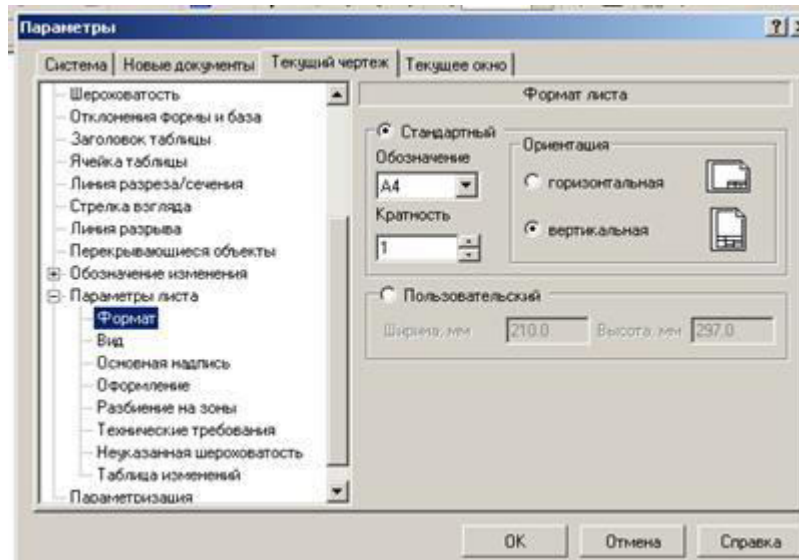 Параметры
Система
Новые документы
Текущий чертеж
Текущее окно
Шероховатость
Отклонения формы и база
Заголовок таблицы
Ячейка таблицы
Линия разреза/сечения
Стрелка взгляда
Линия разрыва
Перекрывающиеся объекты
Обозначение изменения
Параметры листа
Формат
Вид
Основная надпись
Оформление
Разбиение на зоны
Технические требования
Неуказанная шероховатость
Таблица изменений
Параметризация
Формат листа
Стандартный
Обозначение
A4
Кратность
1
Ориентация
горизонтальная
вертикальная
Пользовательский
Ширина, мм 210.0 Высота, мм 297.0
OK Отмена Справка